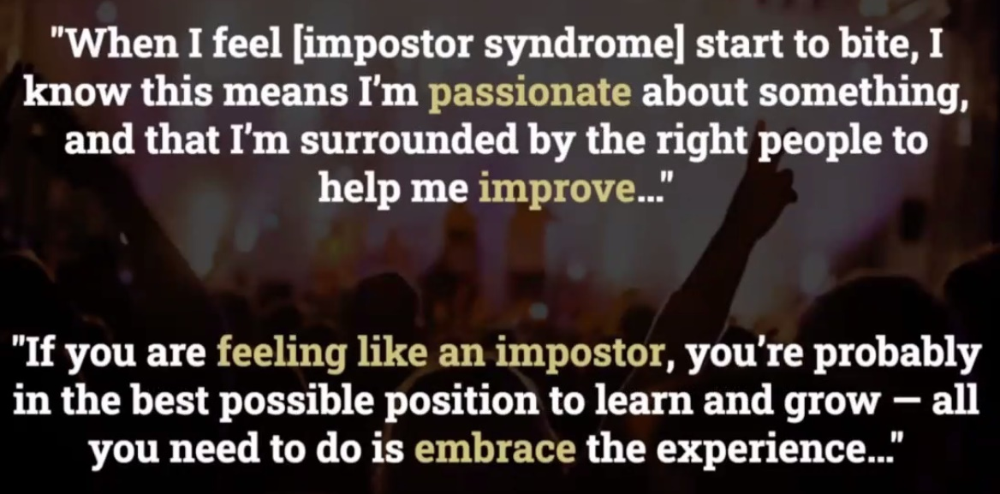 "When I feel [impostor syndrome] start to bite, I
know this means I’m passionate about something,
and that I’m surrounded by the right people to
help me improve..."
"If you are feeling like an impostor, you’re probably
in the best possible position to learn and grow — all
you need to do is embrace the experience..."